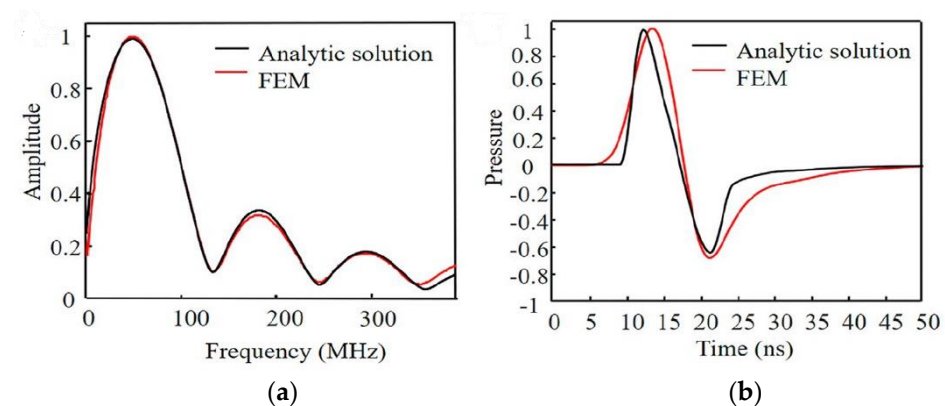 1
0.8
0.6
0.4
0.2
0
Amplitude
Analytic solution
FEM
0 100 200 300
Frequency (MHz)
(a)
1
0.8
0.6
0.4
0.2
0
-0.2
-0.4
-0.6
-0.8
-1
Pressure
Analytic solution
FEM
0 5 10 15 20 25 30 35 40 45 50
Time (ns)
(b)